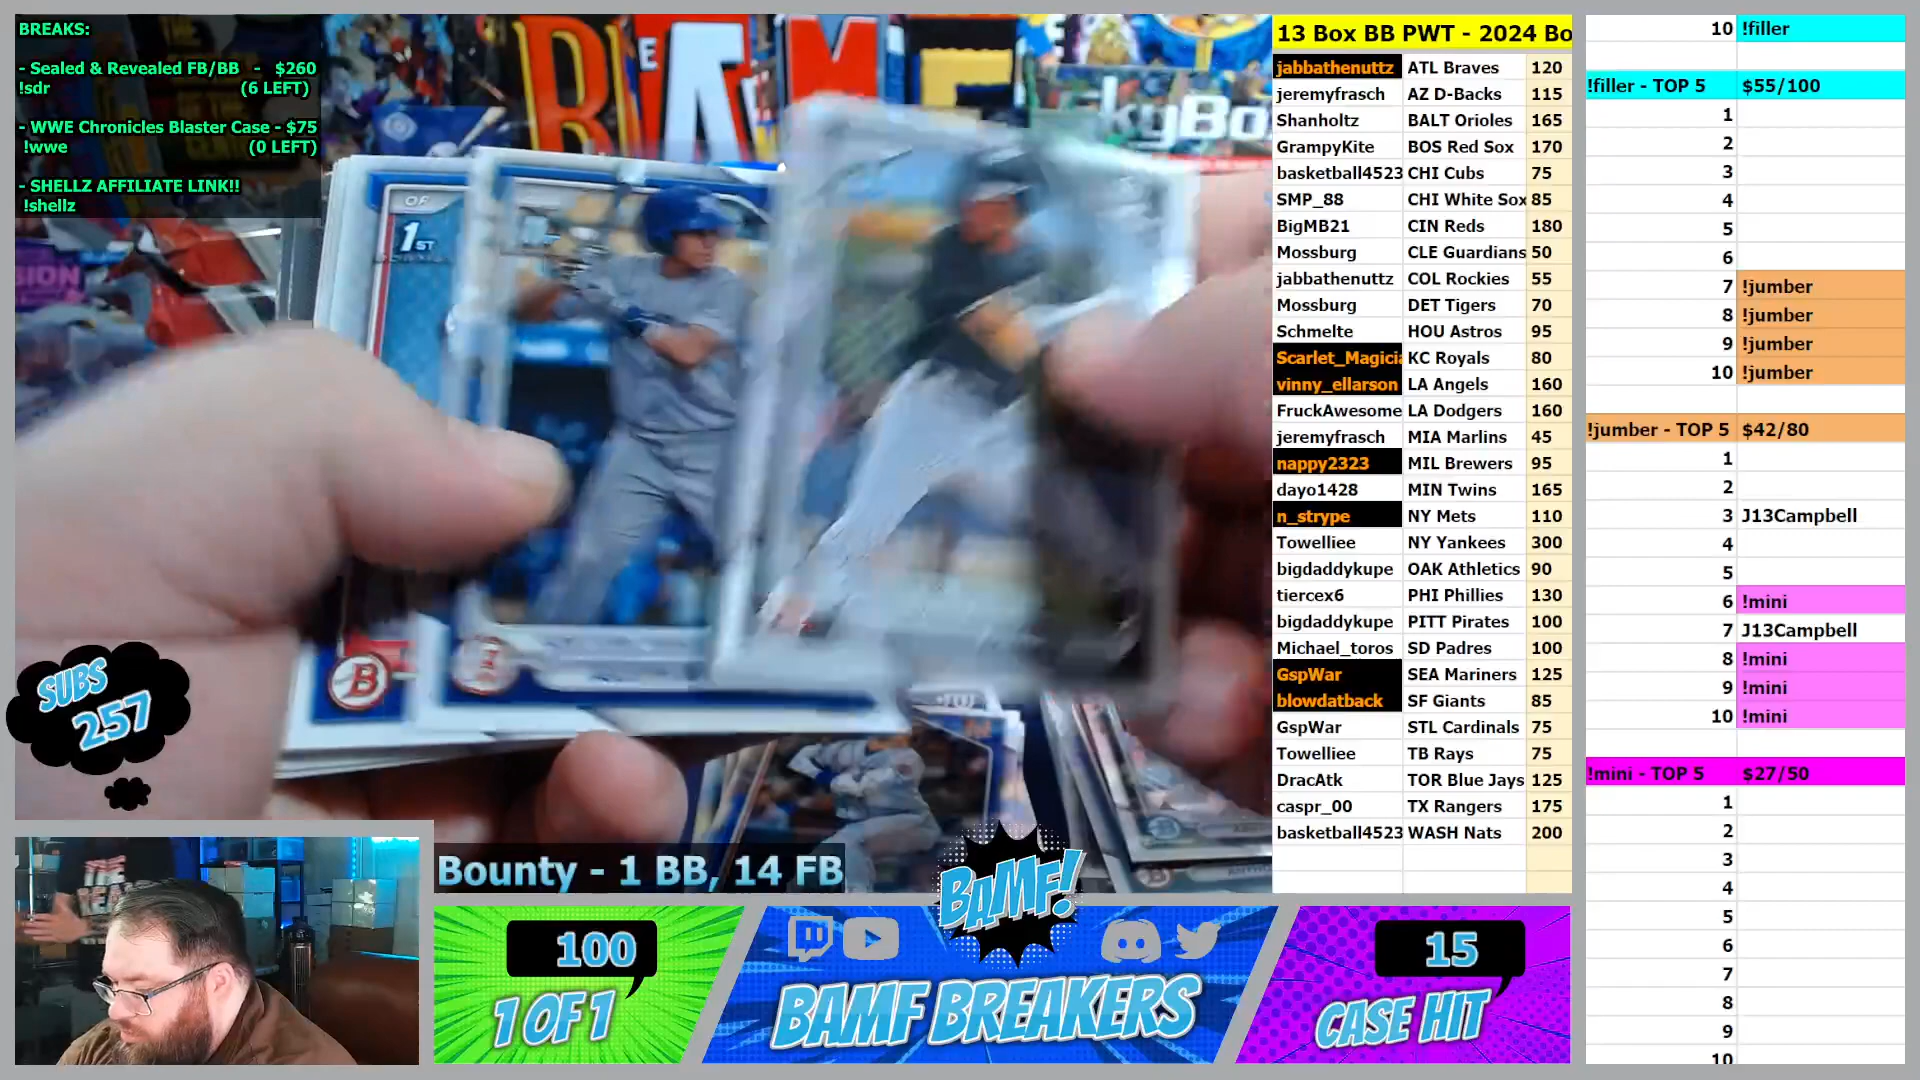 BREAKS:
- Sealed & Revealed FB/BB - $260
!sdr (6 LEFT)
- WWE Chronicles Blaster Case - $75
!wwe (0 LEFT)
- SHELLZ AFFILIATE LINK!!
!shellz
BAMF
kyBo
SION
OF
1ST
B
SUBS
257
Bounty - 1 BB, 14 FB
BAMF!
100
1 OF 1
BAMF BREAKERS
15
CASE HIT
13 Box BB PWT - 2024 Bo
jabbathenuttz ATL Braves 120
jeremyfrasch AZ D-Backs 115
Shanholtz BALT Orioles 165
GrampyKite BOS Red Sox 170
basketball4523 CHI Cubs 75
SMP_88 CHI White Sox 85
BigMB21 CIN Reds 180
Mossburg CLE Guardians 50
jabbathenuttz COL Rockies 55
Mossburg DET Tigers 70
Schmelte HOU Astros 95
Scarlet_Magicia KC Royals 80
vinny_ellarson LA Angels 160
FruckAwesome LA Dodgers 160
jeremyfrasch MIA Marlins 45
nappy2323 MIL Brewers 95
dayo1428 MIN Twins 165
n_strype NY Mets 110
Towelliee NY Yankees 300
bigdaddykupe OAK Athletics 90
tiercex6 PHI Phillies 130
bigdaddykupe PITT Pirates 100
Michael_toros SD Padres 100
GspWar SEA Mariners 125
blowdatback SF Giants 85
GspWar STL Cardinals 75
Towelliee TB Rays 75
DracAtk TOR Blue Jays 125
caspr_00 TX Rangers 175
basketball4523 WASH Nats 200
10 !filler
!filler - TOP 5 $55/100
1
2
3
4
5
6
7 !jumber
8 !jumber
9 !jumber
10 !jumber
!jumber - TOP 5 $42/80
1
2
3 J13Campbell
4
5
6 !mini
7 J13Campbell
8 !mini
9 !mini
10 !mini
!mini - TOP 5 $27/50
1
2
3
4
5
6
7
8
9
10